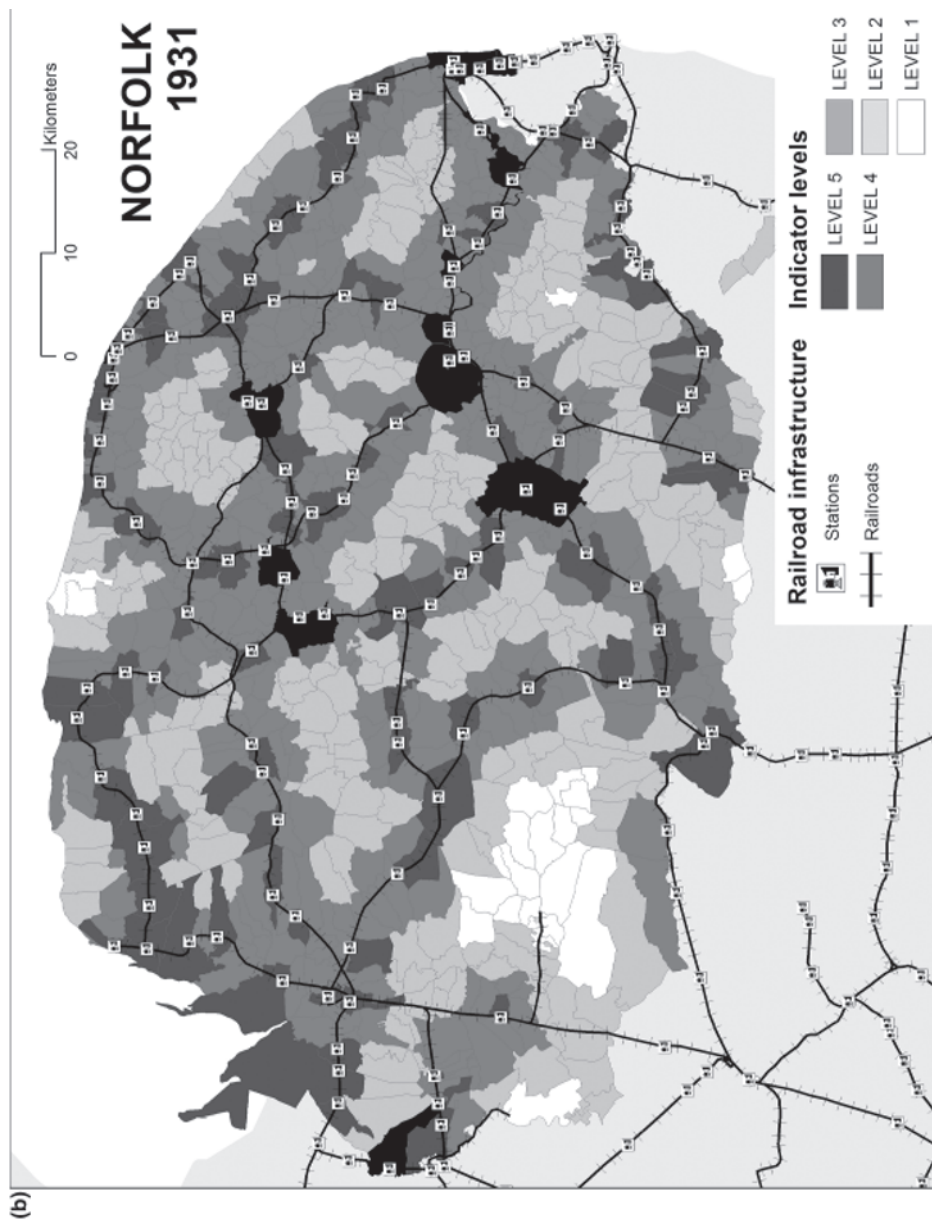 (b)
NORFOLK
1931
0 10 20 Kilometers
Railroad infrastructure
Stations
Railroads
Indicator levels
LEVEL 5
LEVEL 4
LEVEL 3
LEVEL 2
LEVEL 1